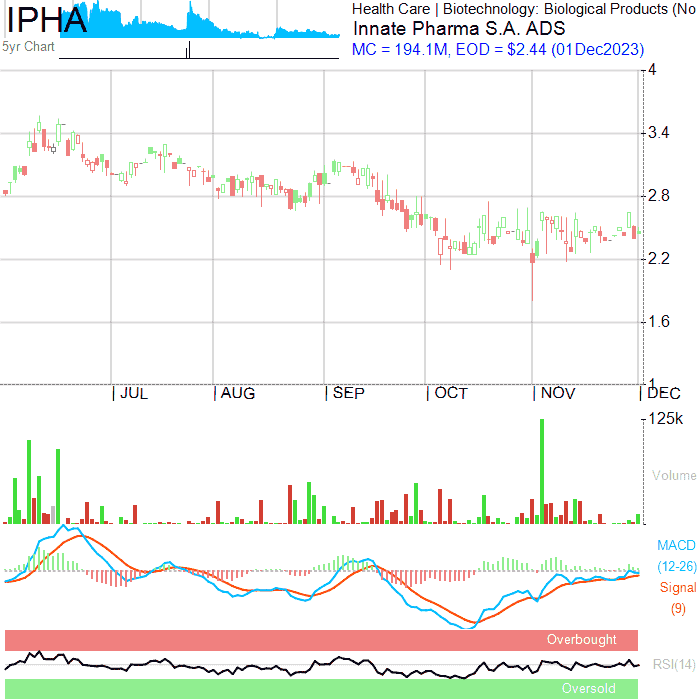 IPHA
Health Care | Biotechnology: Biological Products (No
Innate Pharma S.A. ADS
5yr Chart
MC = 194.1M, EOD = $2.44 (01Dec2023)
4
3.4
2.8
2.2
1.6
1
JUL AUG SEP OCT NOV DEC
125k
Volume
MACD
(12-26)
Signal
(9)
Overbought
RSI(14)
Oversold